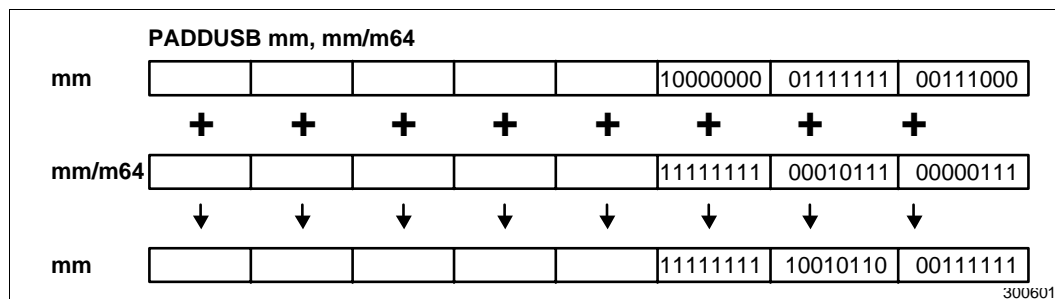 PADDUSB mm, mm/m64
mm 10000000 01111111 00111000
+ + + + + + + +
mm/m64 11111111 00010111 00000111
mm 11111111 10010110 00111111
300601